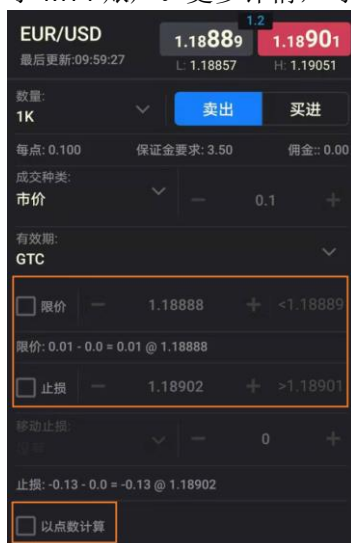 EUR/USD
最后更新:09:59:27
1.18889
1.2
1.18901
L: 1.18857
H: 1.19051
数量:
1K
卖出
买进
每点: 0.100
保证金要求: 3.50
佣金:: 0.00
成交种类:
市价
— 0.1 +
有效期:
GTC
限价 — 1.18888 + <1.18889
限价: 0.01 - 0.0 = 0.01 @ 1.18888
止损 — 1.18902 + >1.18901
移动止损:
— 0 +
止损: -0.13 - 0.0 = -0.13 @ 1.18902
以点数计算